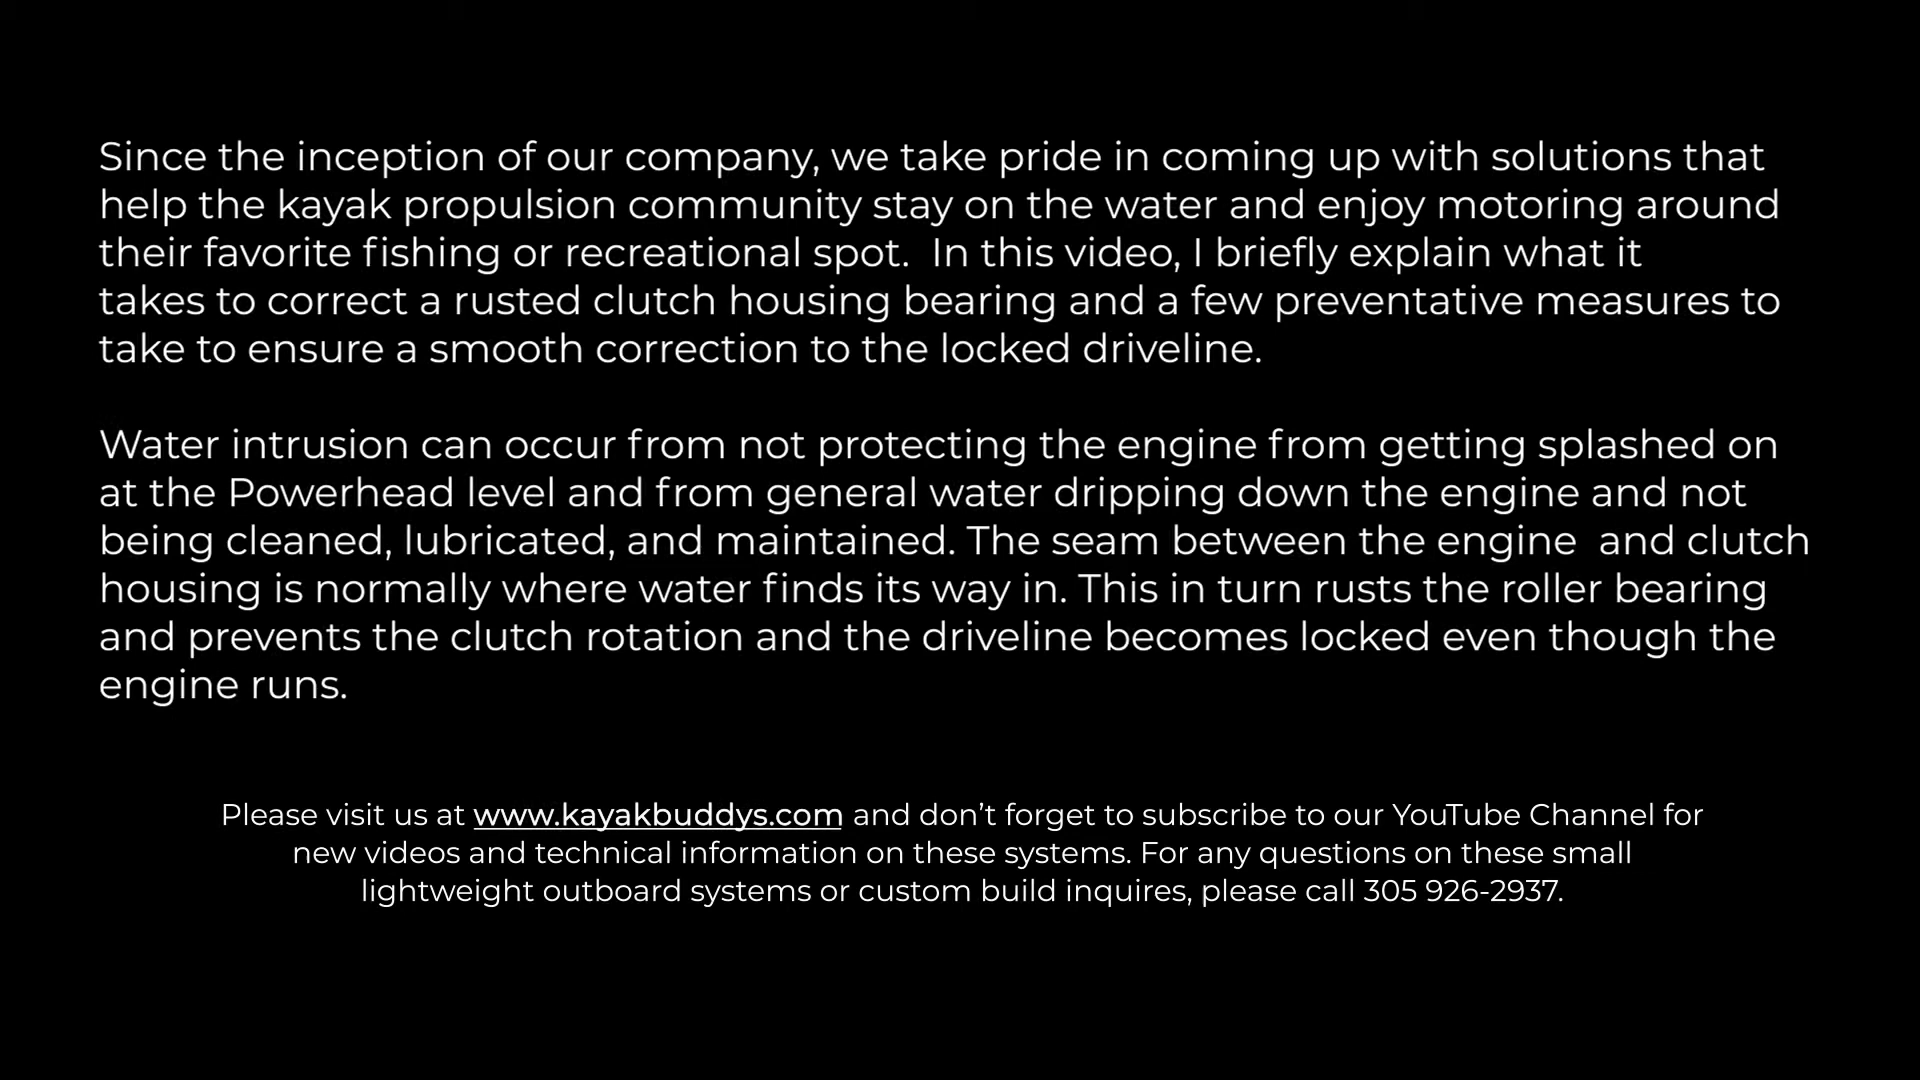 Since the inception of our company, we take pride in coming up with solutions that
help the kayak propulsion community stay on the water and enjoy motoring around
their favorite fishing or recreational spot.  In this video, I briefly explain what it
takes to correct a rusted clutch housing bearing and a few preventative measures to
take to ensure a smooth correction to the locked driveline.
Water intrusion can occur from not protecting the engine from getting splashed on
at the Powerhead level and from general water dripping down the engine and not
being cleaned, lubricated, and maintained. The seam between the engine  and clutch
housing is normally where water finds its way in. This in turn rusts the roller bearing
and prevents the clutch rotation and the driveline becomes locked even though the
engine runs.
Please visit us at www.kayakbuddys.com and don’t forget to subscribe to our YouTube Channel for
new videos and technical information on these systems. For any questions on these small
lightweight outboard systems or custom build inquires, please call 305 926-2937.